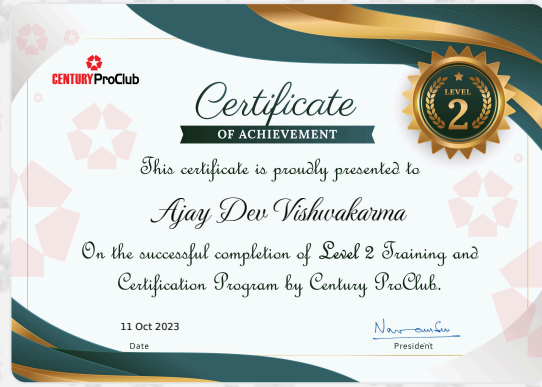 CENTURY ProClub
LEVEL
2
Certificate
OF ACHIEVEMENT
This certificate is proudly presented to
Ajay Dev Vishwakarma
On the successful completion of Level 2 Training and
Certification Program by Century ProClub.
11 Oct 2023
Date
President